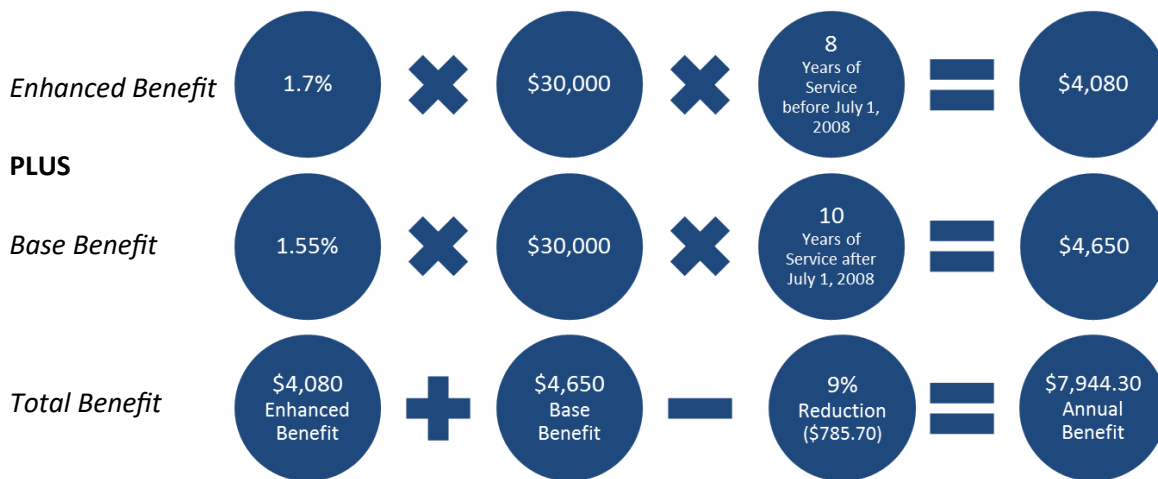 Enhanced Benefit
1.7%
$30,000
8
Years of
Service
before July 1,
2008
$4,080
PLUS
Base Benefit
1.55%
$30,000
10
Years of
Service after
July 1, 2008
$4,650
Total Benefit
$4,080
Enhanced
Benefit
$4,650
Base
Benefit
9%
Reduction
($785.70)
$7,944.30
Annual
Benefit